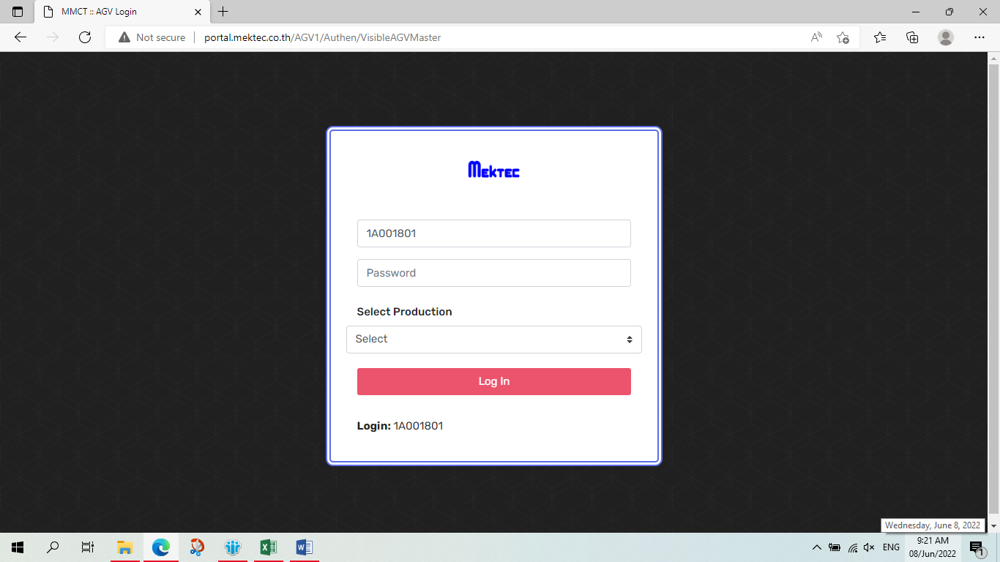 MMCT :: AGV Login
Not secure
portal.mektec.co.th/AGV1/Authen/VisibleAGVMaster
MEKTEC
1A001801
Password
Select Production
Select
Log In
Login: 1A001801
Wednesday, June 8, 2022
ENG
9:21 AM
08/Jun/2022
1